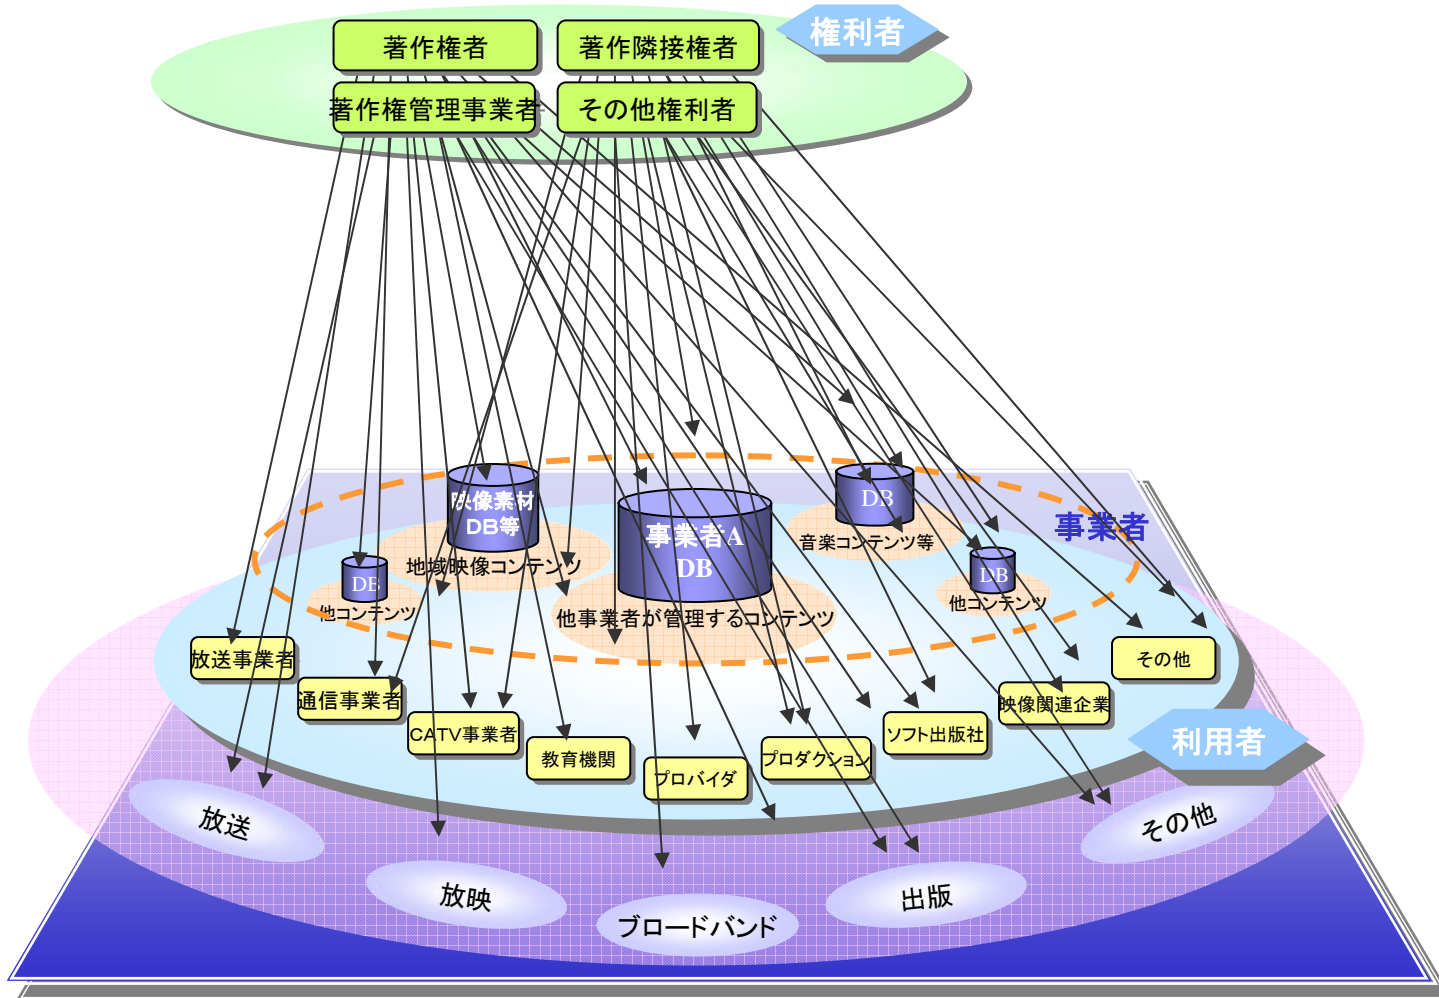 権利者
著作権者
著作隣接権者
著作権管理事業者
その他権利者
事業者
映像素材
DB等
地域映像コンテンツ
DB
他コンテンツ
事業者A
DB
他事業者が管理するコンテンツ
DB
音楽コンテンツ等
DB
他コンテンツ
放送事業者
通信事業者
CATV事業者
教育機関
プロバイダ
プロダクション
ソフト出版社
映像関連企業
その他
利用者
放送
放映
ブロードバンド
出版
その他